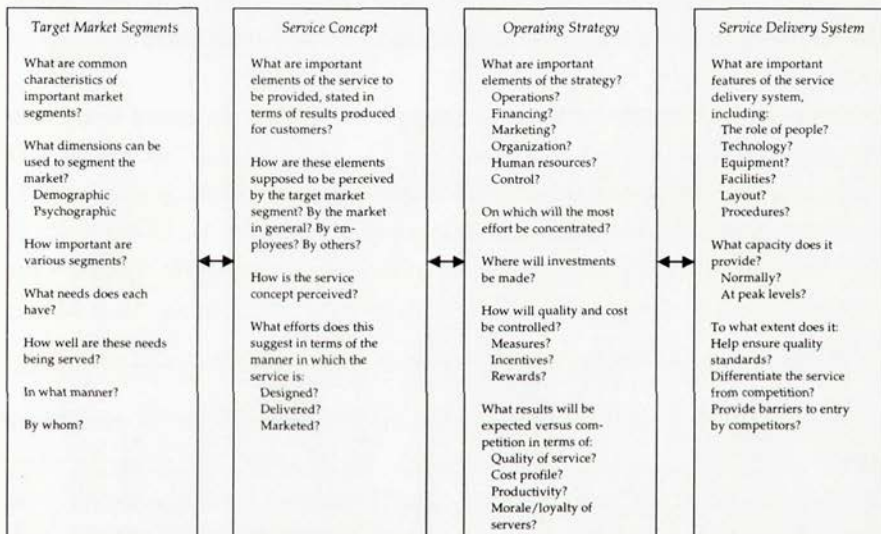 Target Market Segments
What are common
characteristics of
important market
segments?
What dimensions can be
used to segment the
market?
Demographic
Psychographic
How important are
various segments?
What needs does each
have?
How well are these needs
being served?
In what manner?
By whom?
Service Concept
What are important
elements of the service to
be provided, stated in
terms of results produced
for customers?
How are these elements
supposed to be perceived
by the target market
segment? By the market
in general? By em-
ployees? By others?
How is the service
concept perceived?
What efforts does this
suggest in terms of the
manner in which the
service is:
Designed?
Delivered?
Marketed?
Operating Strategy
What are important
elements of the strategy?
Operations?
Financing?
Marketing?
Organization?
Human resources?
Control?
On which will the most
effort be concentrated?
Where will investments
be made?
How will quality and cost
be controlled?
Measures?
Incentives?
Rewards?
What results will be
expected versus com-
petition in terms of:
Quality of service?
Cost profile?
Productivity?
Morale/loyalty of
servers?
Service Delivery System
What are important
features of the service
delivery system,
including:
The role of people?
Technology?
Equipment?
Facilities?
Layout?
Procedures?
What capacity does it
provide?
Normally?
At peak levels?
To what extent does it:
Help ensure quality
standards?
Differentiate the service
from competition?
Provide barriers to entry
by competitors?